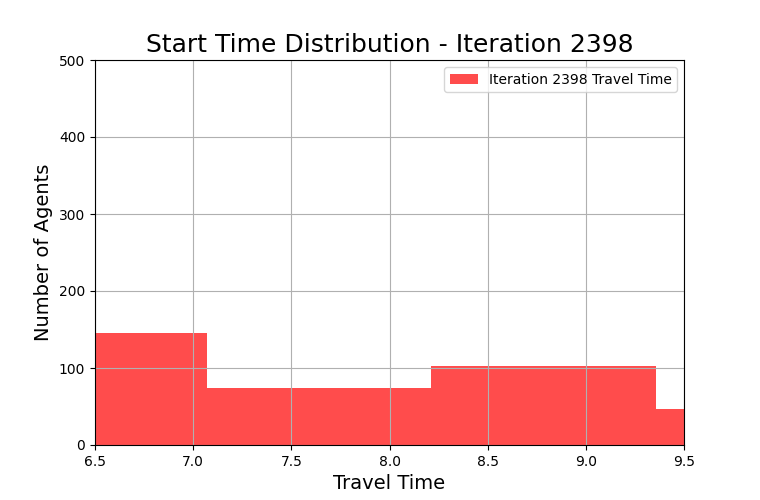 Start Time Distribution - Iteration 2398
Iteration 2398 Travel Time
Number of Agents
500
400
300
200
100
0
6.5 7.0 7.5 8.0 8.5 9.0 9.5
Travel Time